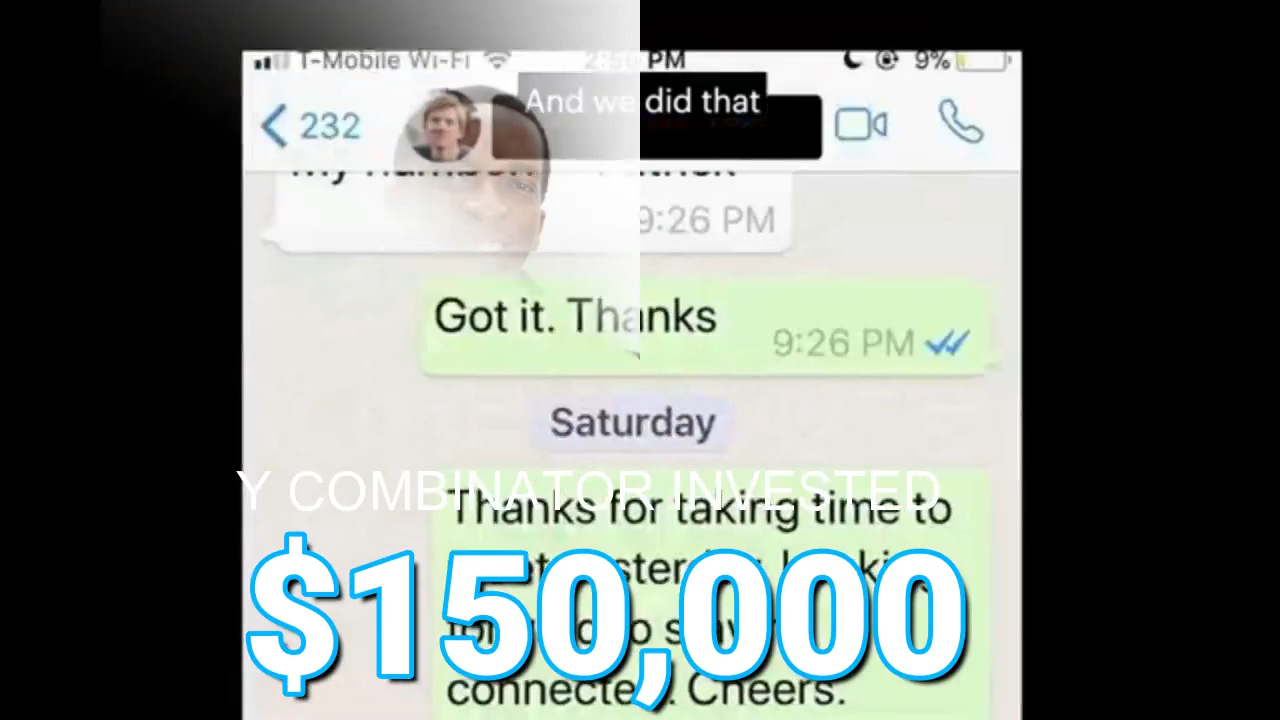 T-Mobile Wi-Fi PM 9%
And we did that
232
9:26 PM
Got it. Thanks
9:26 PM
Saturday
Y COMBINATOR INVESTED
Thanks for taking time to
$150,000
connected. Cheers.